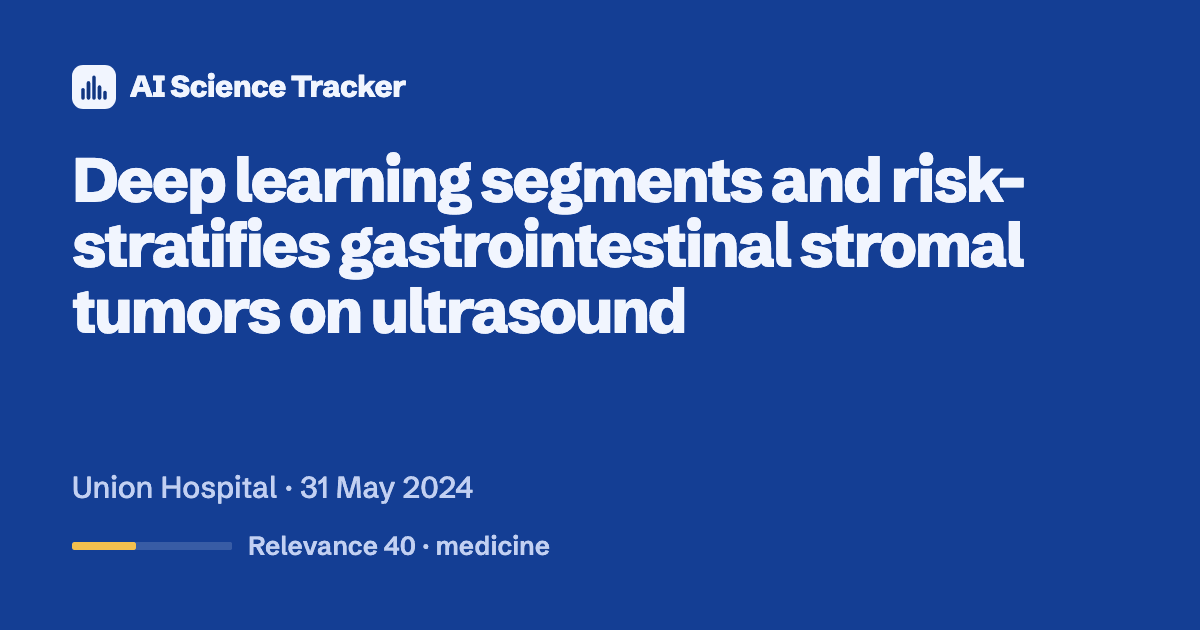 AI Science Tracker
Deep learning segments and risk-
stratifies gastrointestinal stromal
tumors on ultrasound
Union Hospital · 31 May 2024
Relevance 40 · medicine